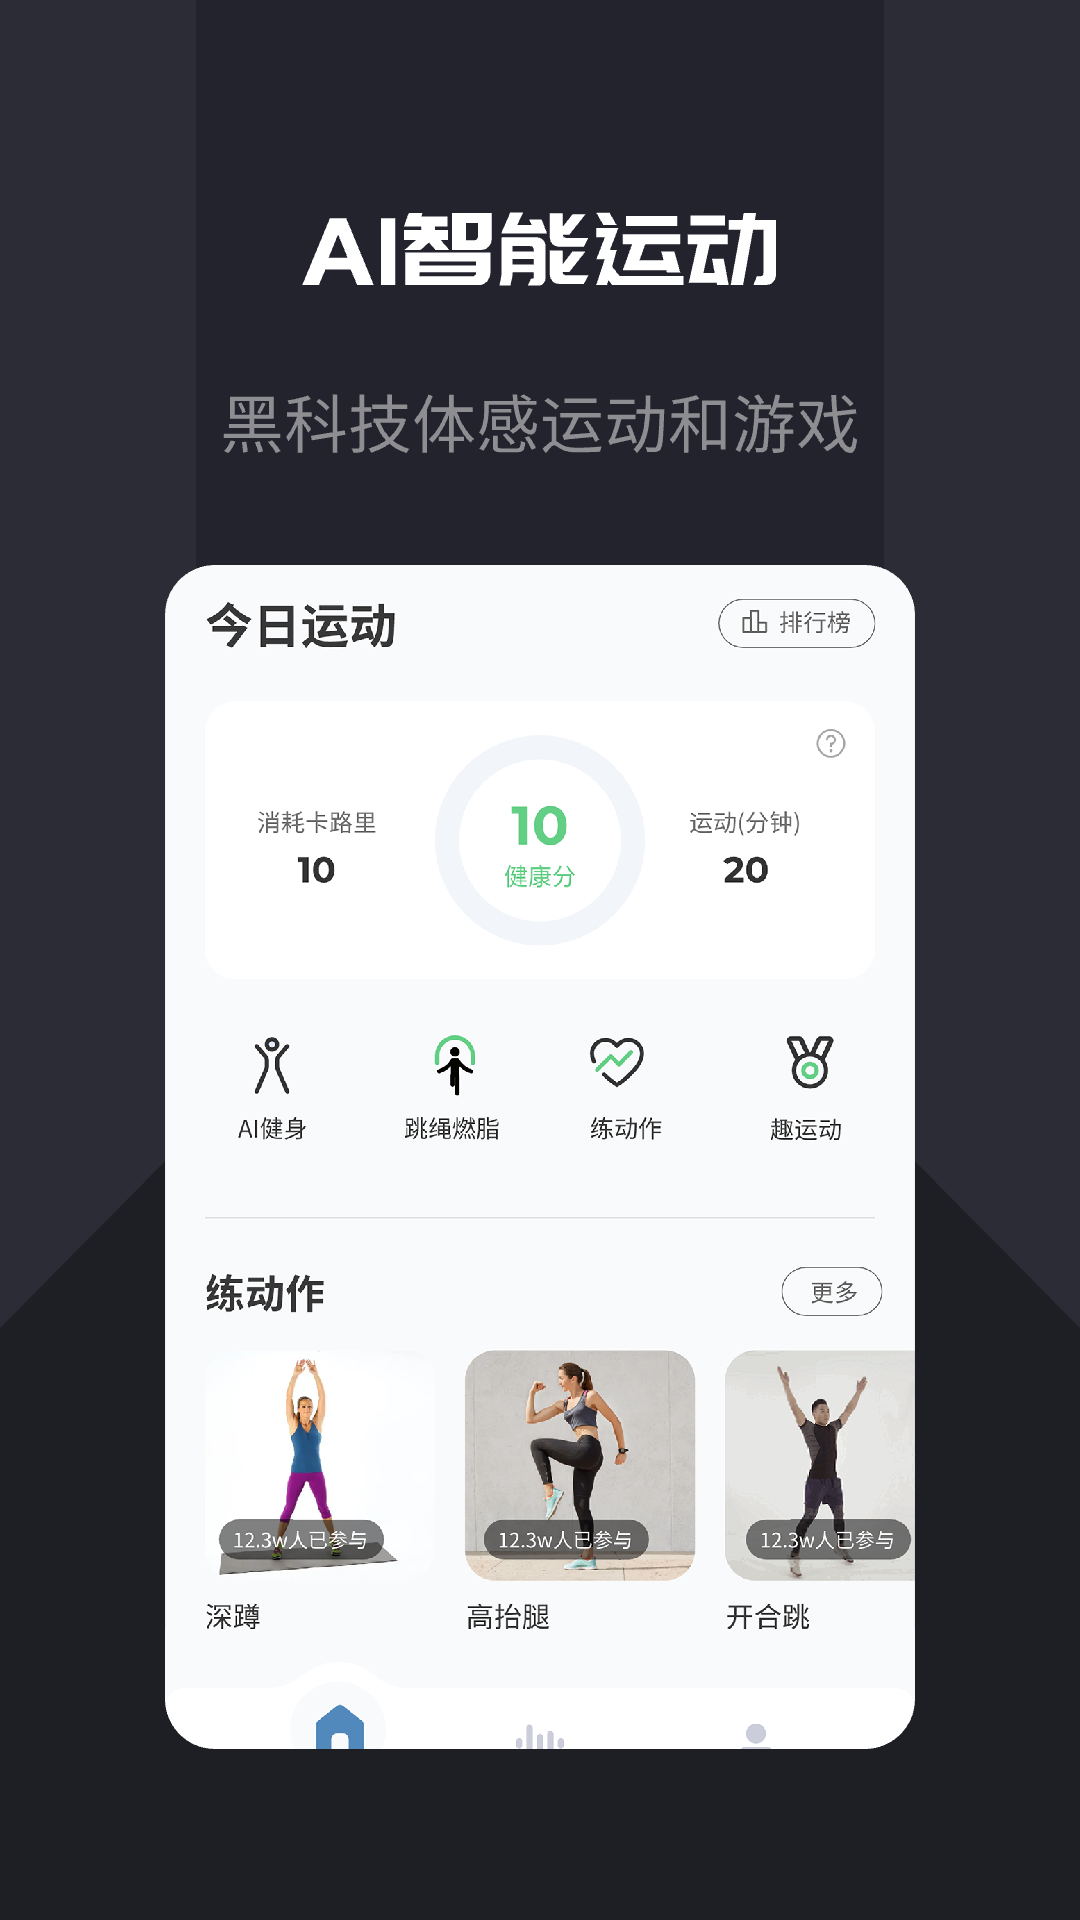 AI智能运动
黑科技体感运动和游戏
今日运动
排行榜
?
消耗卡路里
10
10
健康分
运动(分钟)
20
AI健身
跳绳燃脂
练动作
趣运动
练动作
更多
12.3w人已参与
12.3w人已参与
12.3w人已参与
深蹲
高抬腿
开合跳